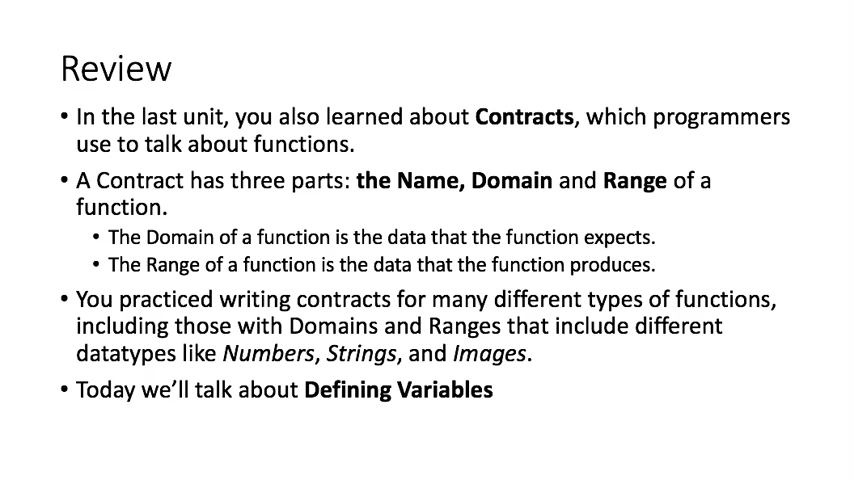 Review
• In the last unit, you also learned about Contracts, which programmers
use to talk about functions.
• A Contract has three parts: the Name, Domain and Range of a
function.
• The Domain of a function is the data that the function expects.
• The Range of a function is the data that the function produces.
• You practiced writing contracts for many different types of functions,
including those with Domains and Ranges that include different
datatypes like Numbers, Strings, and Images.
• Today we’ll talk about Defining Variables